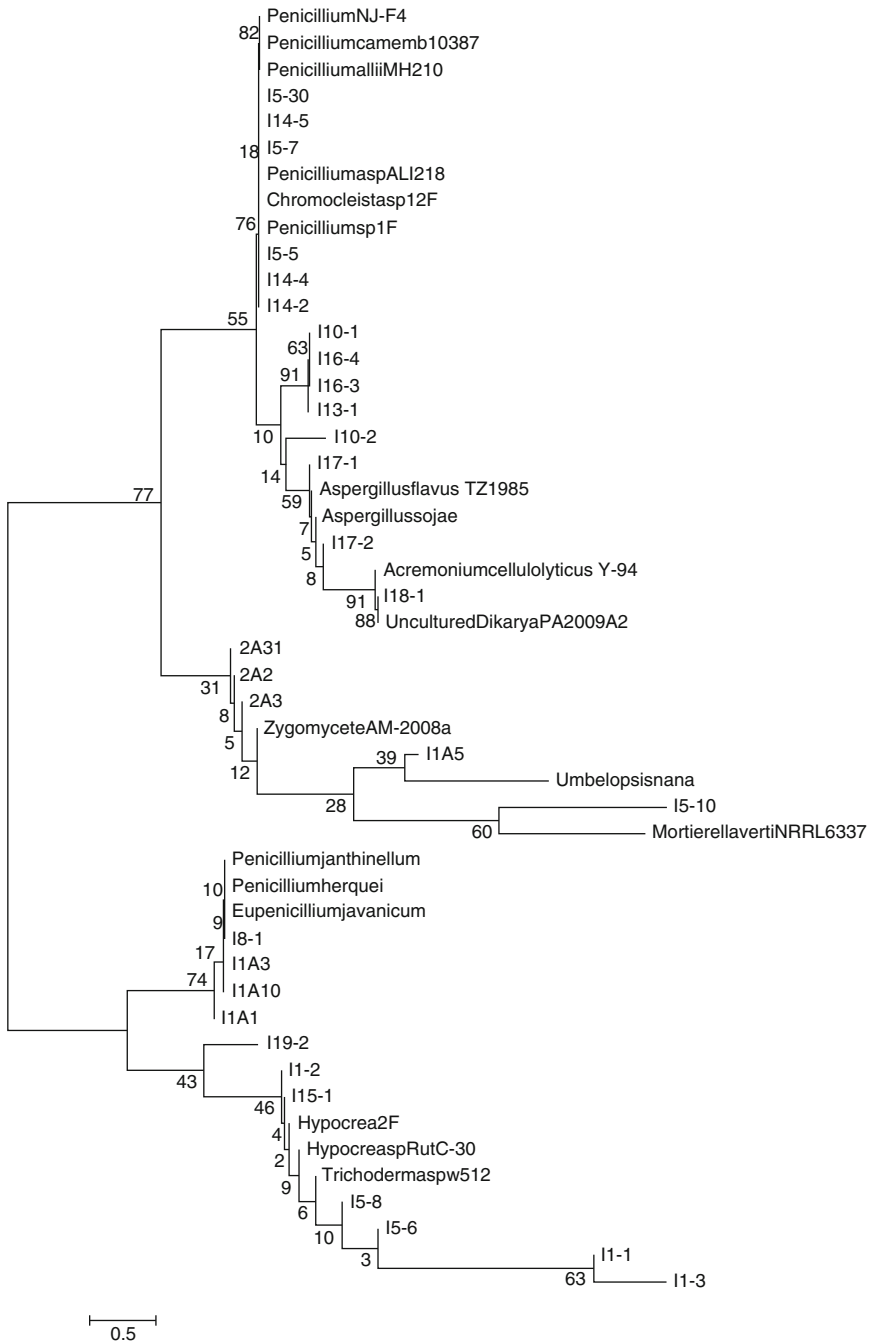 PenicilliumNJ-F4
82
Penicilliumcamemb10387
PenicilliumalliiMH210
I5-30
I14-5
18
I5-7
PenicilliumaspALI218
Chromocleistasp12F
76
Penicilliumsp1F
I5-5
I14-4
I14-2
55
I10-1
63
I16-4
91
I16-3
I13-1
10
I10-2
14
I17-1
59
Aspergillusflavus TZ1985
7
Aspergillussojae
5
I17-2
8
Acremoniumcellulolyticus Y-94
91
I18-1
88
UnculturedDikaryaPA2009A2
77
2A31
31
2A2
8
2A3
5
ZygomyceteAM-2008a
12
39
I1A5
Umbelopsisnana
28
I5-10
60
MortierellavertiNRRL6337
Penicilliumjanthinellum
10
Penicilliumherquei
9
Eupenicilliumjavanicum
I8-1
17
I1A3
74
I1A10
I1A1
I19-2
43
I1-2
46
I15-1
4
Hypocrea2F
2
HypocreaspRutC-30
9
Trichodermaspw512
6
I5-8
10
I5-6
3
I1-1
63
I1-3
0.5